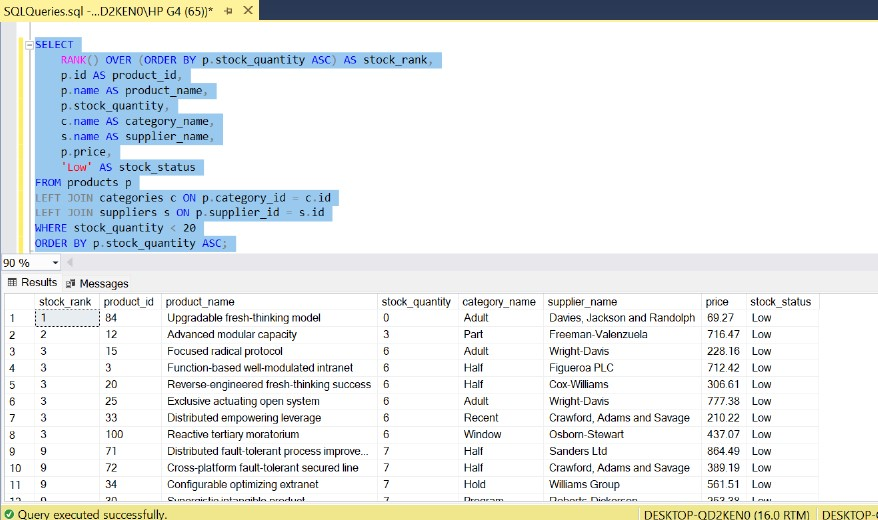 SQLQueries.sql -...D2KEN0\HP G4 (65))*
SELECT
RANK() OVER (ORDER BY p.stock_quantity ASC) AS stock_rank,
p.id AS product_id,
p.name AS product_name,
p.stock_quantity,
c.name AS category_name,
s.name AS supplier_name,
p.price,
'Low' AS stock_status
FROM products p
LEFT JOIN categories c ON p.category_id = c.id
LEFT JOIN suppliers s ON p.supplier_id = s.id
WHERE stock_quantity < 20
ORDER BY p.stock_quantity ASC;
90 %
Results Messages
stock_rank product_id product_name stock_quantity category_name supplier_name price stock_status
1 1 84 Upgradable fresh-thinking model 0 Adult Davies, Jackson and Randolph 69.27 Low
2 2 12 Advanced modular capacity 3 Part Freeman-Valenzuela 716.47 Low
3 3 15 Focused radical protocol 6 Adult Wright-Davis 228.16 Low
4 3 3 Function-based well-modulated intranet 6 Half Figueroa PLC 712.42 Low
5 3 20 Reverse-engineered fresh-thinking success 6 Half Cox-Williams 306.61 Low
6 3 25 Exclusive actuating open system 6 Adult Wright-Davis 777.38 Low
7 3 33 Distributed empowering leverage 6 Recent Crawford, Adams and Savage 210.22 Low
8 3 100 Reactive tertiary moratorium 6 Window Osborn-Stewart 437.07 Low
9 9 71 Distributed fault-tolerant process improve... 7 Half Sanders Ltd 864.49 Low
10 9 72 Cross-platform fault-tolerant secured line 7 Half Crawford, Adams and Savage 389.19 Low
11 9 34 Configurable optimizing extranet 7 Hold Williams Group 561.51 Low
12 9 30 Synergistic intangible product 7 Program Low
Query executed successfully. DESKTOP-QD2KEN0 (16.0 RTM) DESKTOP-